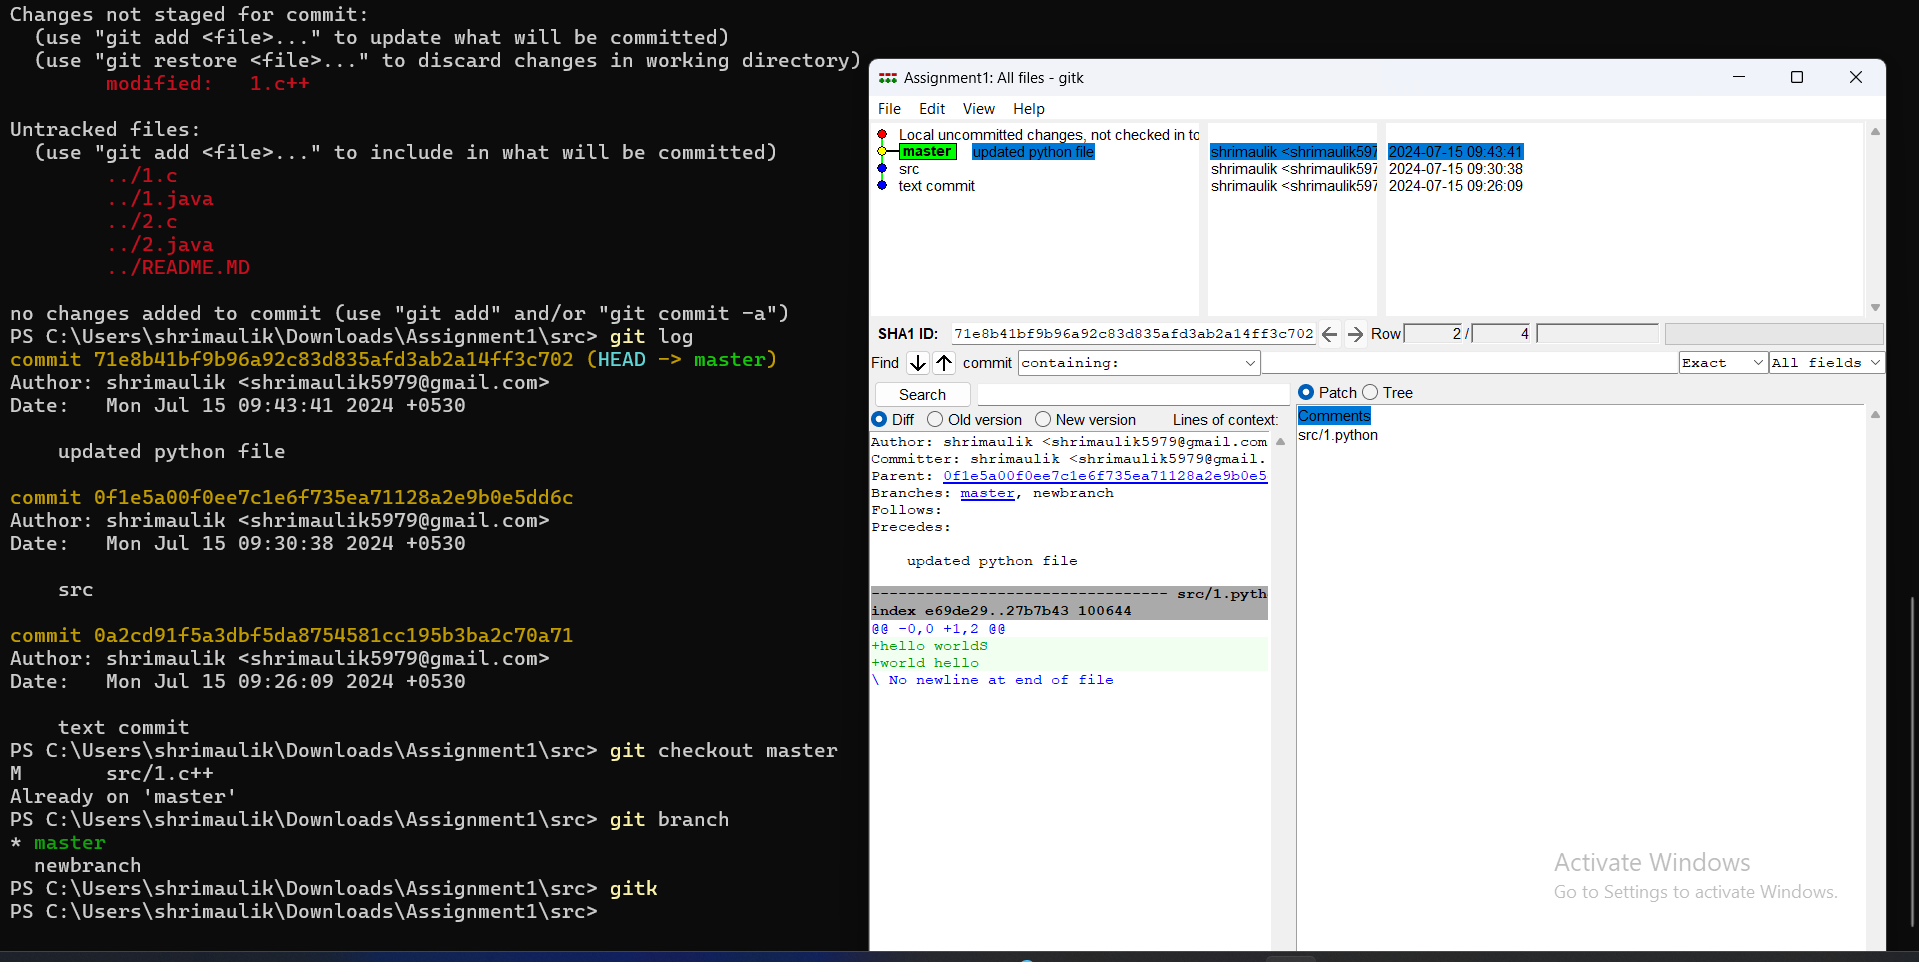 Changes not staged for commit:
(use "git add <file>..." to update what will be committed)
(use "git restore <file>..." to discard changes in working directory)
modified:   1.c++
Untracked files:
(use "git add <file>..." to include in what will be committed)
../1.c
../1.java
../2.c
../2.java
../README.MD
no changes added to commit (use "git add" and/or "git commit -a")
PS C:\Users\shrimaulik\Downloads\Assignment1\src> git log
commit 71e8b41bf9b96a92c83d835afd3ab2a14ff3c702 (HEAD -> master)
Author: shrimaulik <shrimaulik5979@gmail.com>
Date:   Mon Jul 15 09:43:41 2024 +0530
updated python file
commit 0f1e5a00f0ee7c1e6f735ea71128a2e9b0e5dd6c
Author: shrimaulik <shrimaulik5979@gmail.com>
Date:   Mon Jul 15 09:30:38 2024 +0530
src
commit 0a2cd91f5a3dbf5da8754581cc195b3ba2c70a71
Author: shrimaulik <shrimaulik5979@gmail.com>
Date:   Mon Jul 15 09:26:09 2024 +0530
text commit
PS C:\Users\shrimaulik\Downloads\Assignment1\src> git checkout master
M       src/1.c++
Already on 'master'
PS C:\Users\shrimaulik\Downloads\Assignment1\src> git branch
* master
newbranch
PS C:\Users\shrimaulik\Downloads\Assignment1\src> gitk
PS C:\Users\shrimaulik\Downloads\Assignment1\src>
Assignment1: All files - gitk
File Edit View Help
Local uncommitted changes, not checked in to
master updated python file shrimaulik <shrimaulik597 2024-07-15 09:43:41
src shrimaulik <shrimaulik597 2024-07-15 09:30:38
text commit shrimaulik <shrimaulik597 2024-07-15 09:26:09
SHA1 ID: 71e8b41bf9b96a92c83d835afd3ab2a14ff3c702 Row 2 / 4
Find commit containing: Exact All fields
Search
Patch Tree
Diff Old version New version Lines of context:
Comments
src/1.python
Author: shrimaulik <shrimaulik5979@gmail.com
Committer: shrimaulik <shrimaulik5979@gmail.
Parent: 0f1e5a00f0ee7c1e6f735ea71128a2e9b0e5
Branches: master, newbranch
Follows:
Precedes:
updated python file
--------------------------------- src/1.pyth
index e69de29..27b7b43 100644
@@ -0,0 +1,2 @@
+hello worldS
+world hello
\ No newline at end of file
Activate Windows
Go to Settings to activate Windows.